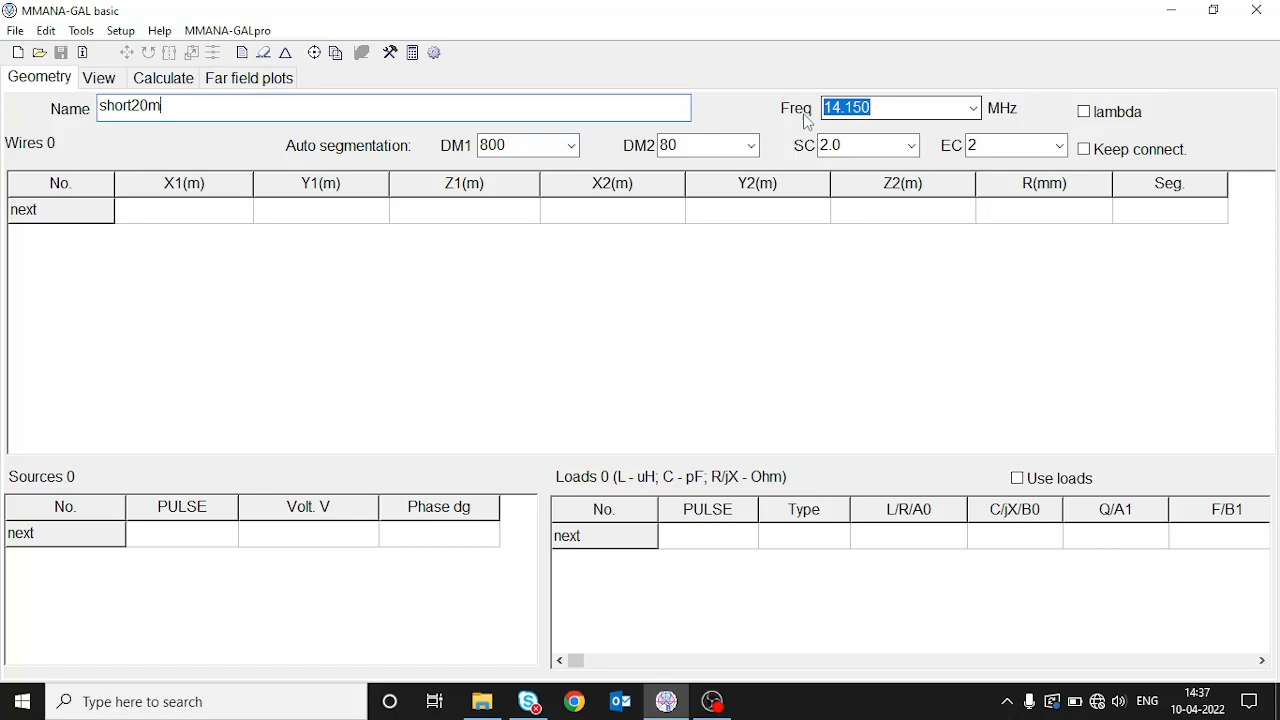 MMANA-GAL basic
File Edit Tools Setup Help MMANA-GALpro
Geometry View Calculate Far field plots
Name short20m Freq 14.150 MHz lambda
Wires 0 Auto segmentation: DM1 800 DM2 80 SC 2.0 EC 2 Keep connect.
No. X1(m) Y1(m) Z1(m) X2(m) Y2(m) Z2(m) R(mm) Seg.
next
Sources 0 Loads 0 (L - uH; C - pF; R/jX - Ohm) Use loads
No. PULSE Volt. V Phase dg No. PULSE Type L/R/A0 C/jX/B0 Q/A1 F/B1
next next
Type here to search ENG 14:37
10-04-2022